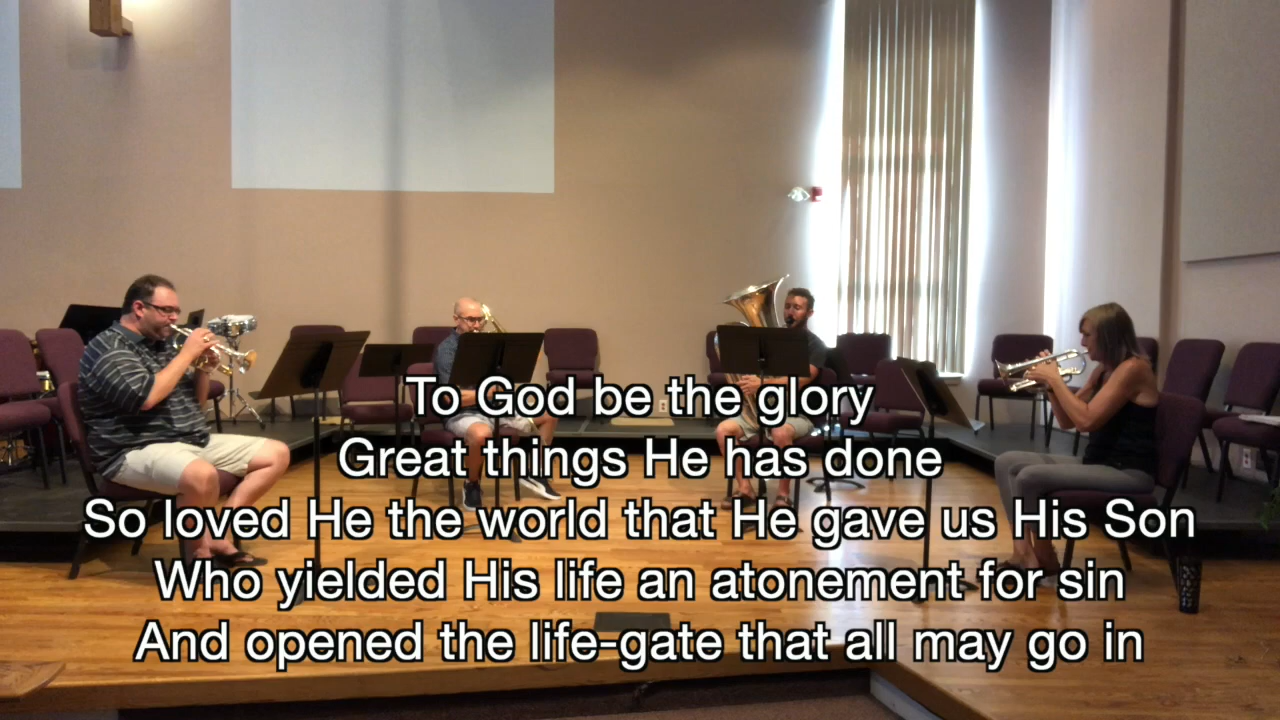 To God be the glory
Great things He has done
So loved He the world that He gave us His Son
Who yielded His life an atonement for sin
And opened the life-gate that all may go in